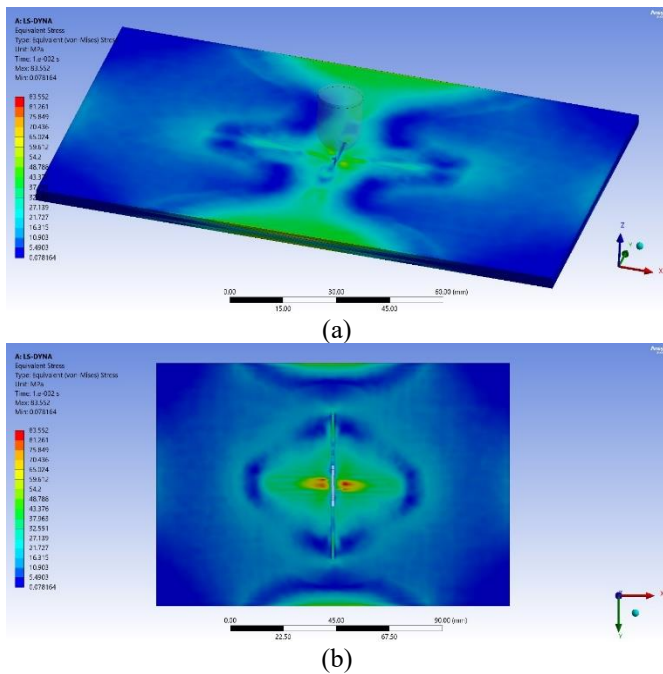 A: LS-DYNA
Equivalent Stress
Type: Equivalent (von-Mises) Stress
Unit: MPa
Time: 1.e-002 s
Max: 83.552
Min: 0.078164
83.552
81.261
75.849
70.436
65.024
59.612
54.2
48.788
27.139
21.727
16.315
10.903
5.4903
0.078164
Z
Y
X
0.00
30.00
60.00 (mm)
15.00
45.00
(a)
A: LS-DYNA
Equivalent Stress
Type: Equivalent (von-Mises) Stress
Unit: MPa
Time: 1.e-002 s
Max: 83.552
Min: 0.078164
83.552
81.261
75.849
70.436
65.024
59.612
54.2
48.788
43.376
37.963
32.551
27.139
21.727
16.315
10.903
5.4903
0.078164
X
Y
0.00
45.00
90.00 (mm)
22.50
67.50
(b)